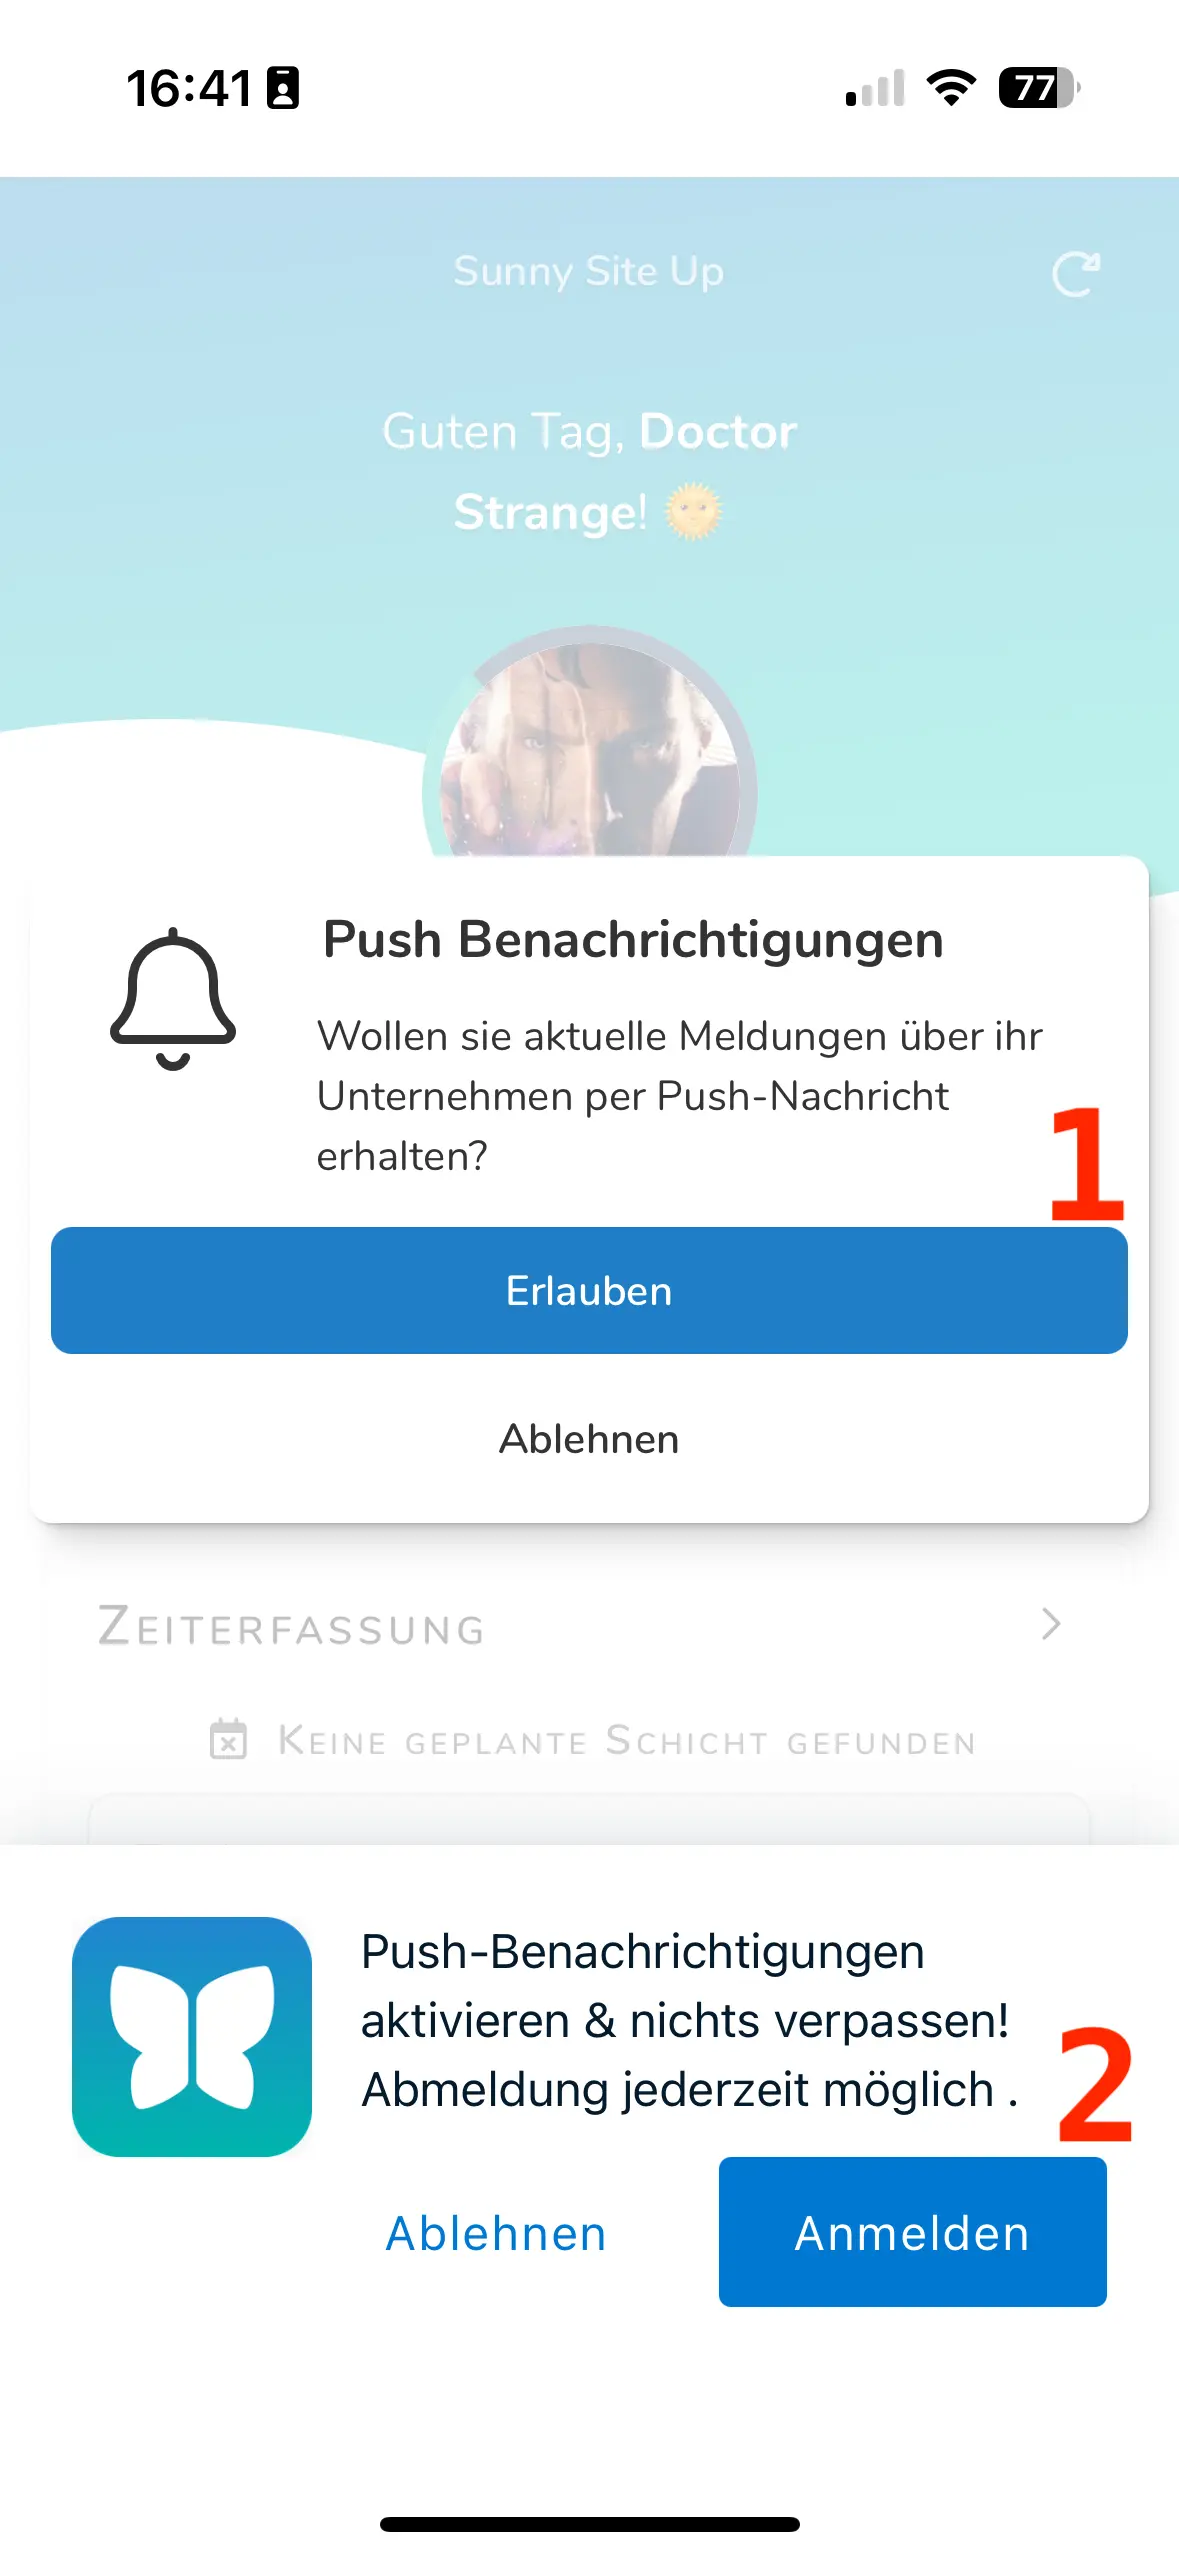 16:41
77
Sunny Site Up
Guten Tag, Doctor
Strange! 🌞
Push Benachrichtigungen
Wollen sie aktuelle Meldungen über ihr
Unternehmen per Push-Nachricht
erhalten?
1
Erlauben
Ablehnen
Zeiterfassung
Keine geplante Schicht gefunden
Push-Benachrichtigungen
aktivieren & nichts verpassen!
Abmeldung jederzeit möglich .
2
Ablehnen
Anmelden